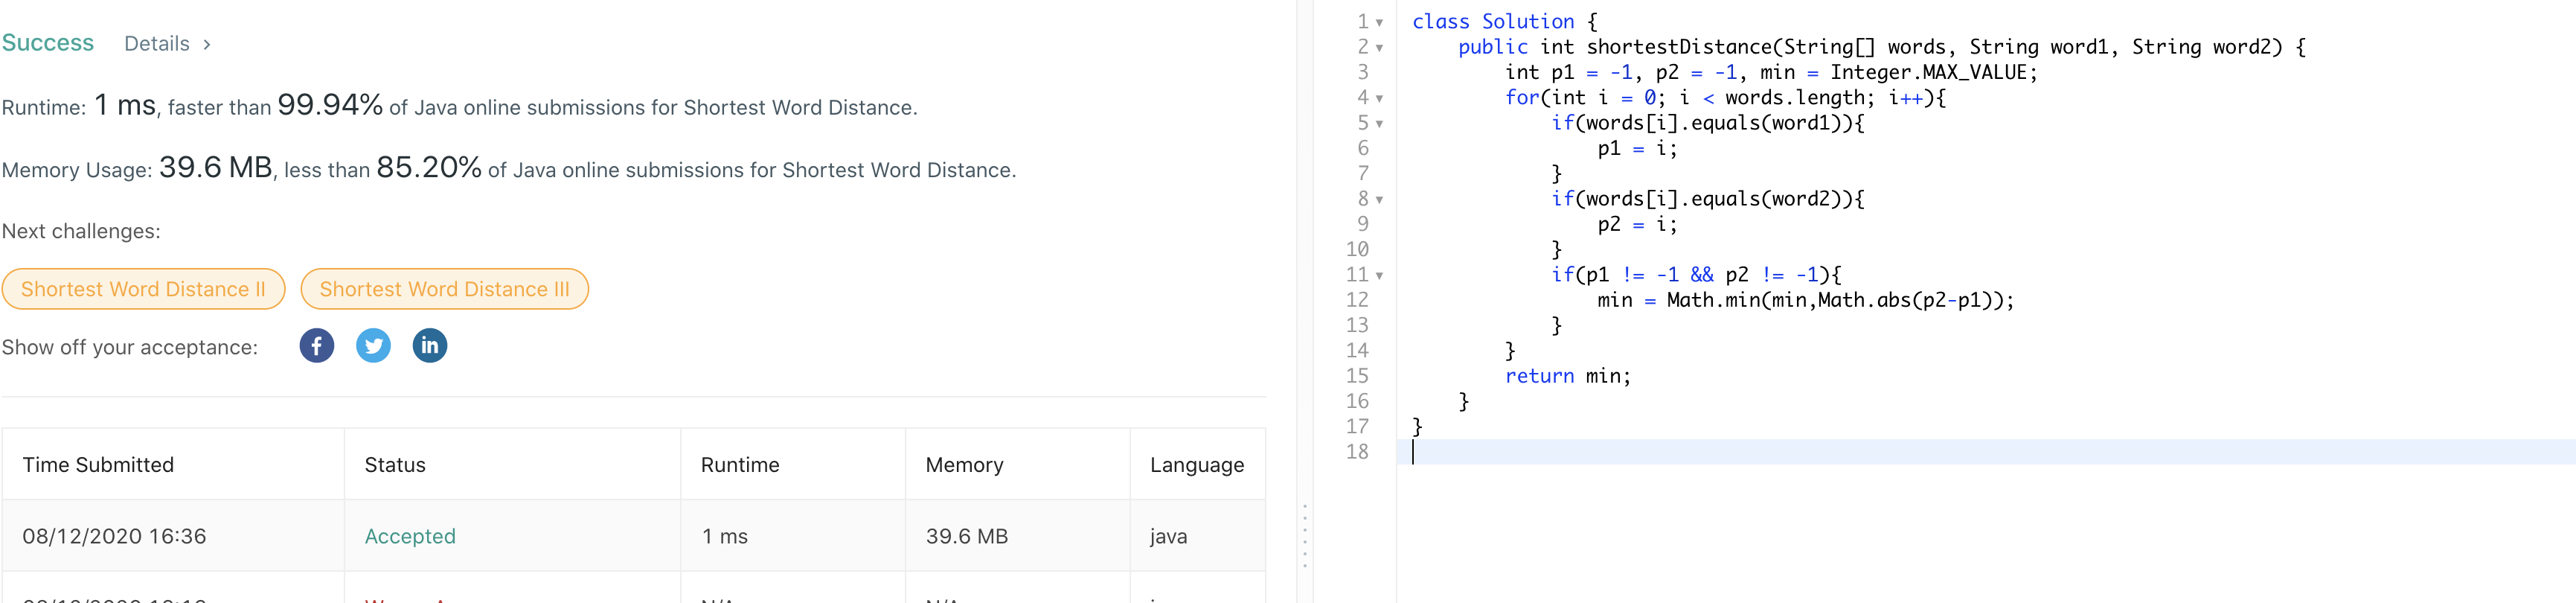 Success Details >
Runtime: 1 ms, faster than 99.94% of Java online submissions for Shortest Word Distance.
Memory Usage: 39.6 MB, less than 85.20% of Java online submissions for Shortest Word Distance.
Next challenges:
Shortest Word Distance II Shortest Word Distance III
Show off your acceptance: f in
Time Submitted Status Runtime Memory Language
08/12/2020 16:36 Accepted 1 ms 39.6 MB java
1 class Solution {
2     public int shortestDistance(String[] words, String word1, String word2) {
3         int p1 = -1, p2 = -1, min = Integer.MAX_VALUE;
4         for(int i = 0; i < words.length; i++){
5             if(words[i].equals(word1)){
6                 p1 = i;
7             }
8             if(words[i].equals(word2)){
9                 p2 = i;
10             }
11             if(p1 != -1 && p2 != -1){
12                 min = Math.min(min,Math.abs(p2-p1));
13             }
14         }
15         return min;
16     }
17 }
18